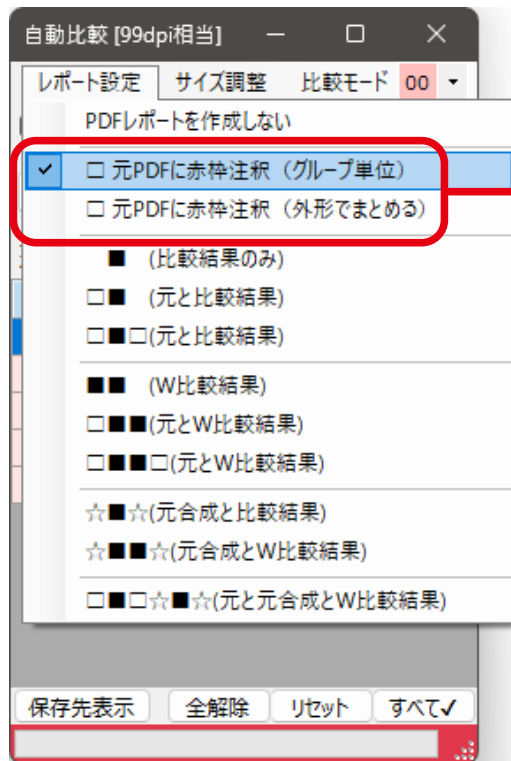 自動比較 [99dpi相当]
レポート設定 サイズ調整 比較モード 00
PDFレポートを作成しない
□ 元PDFに赤枠注釈（グループ単位）
□ 元PDFに赤枠注釈（外形でまとめる）
■ (比較結果のみ)
□■ (元と比較結果)
□■□(元と比較結果)
■■ (W比較結果)
□■■(元とW比較結果)
□■■□(元とW比較結果)
☆■☆(元合成と比較結果)
☆■■☆(元合成とW比較結果)
□■□☆■☆(元と元合成とW比較結果)
保存先表示 全解除 リセット すべて✓